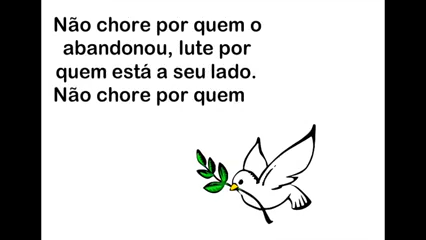 Não chore por quem o
abandonou, lute por
quem está a seu lado.
Não chore por quem